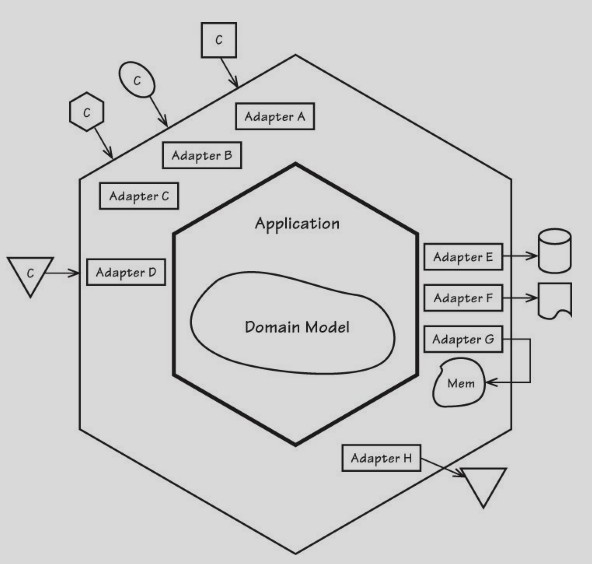 C
C
C
Adapter A
Adapter B
Adapter C
Application
C
Adapter D
Adapter E
Adapter F
Domain Model
Adapter G
Mem
Adapter H